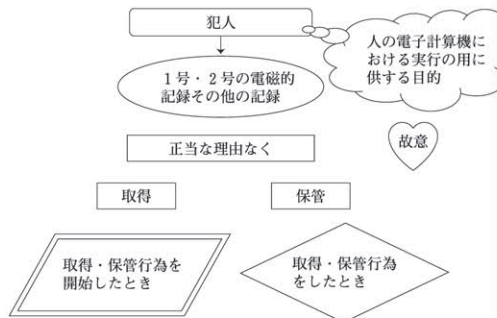 犯人
人の電子計算機に
おける実行の用に
供する目的
1号・2号の電磁的
記録その他の記録
故意
正当な理由なく
取得
保管
取得・保管行為を
開始したとき
取得・保管行為
をしたとき